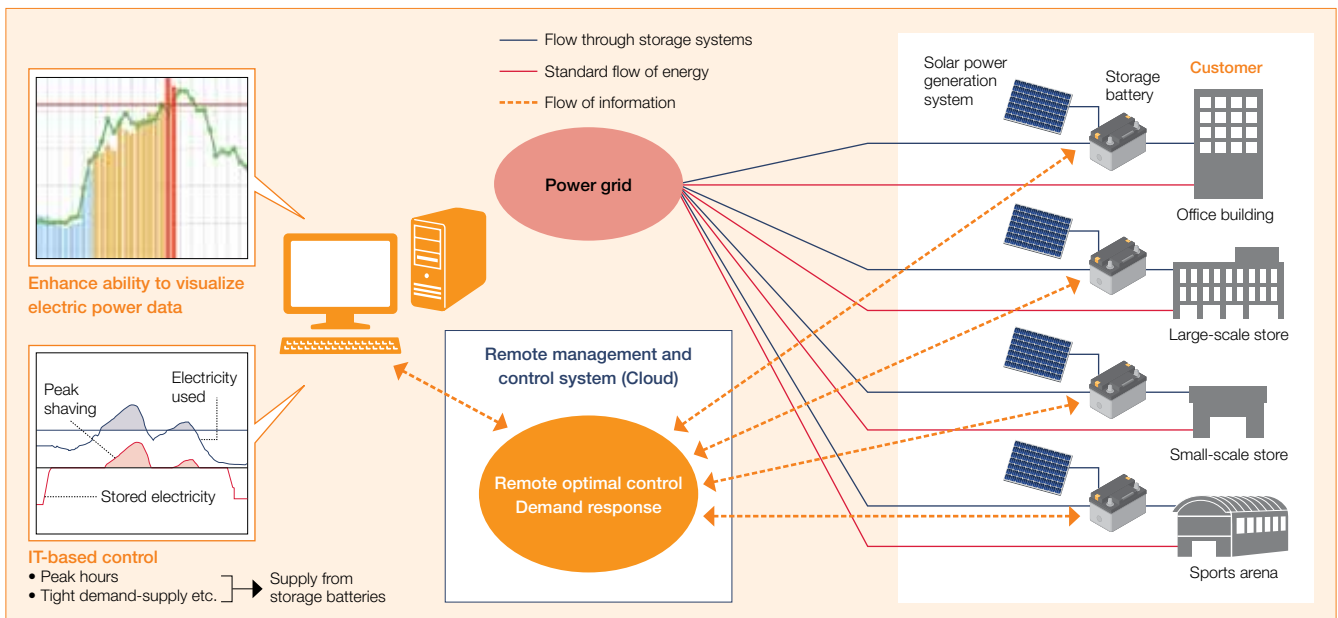 Flow through storage systems
Standard flow of energy
Flow of information
Solar power
generation
system
Storage
battery
Customer
Power grid
Office building
Enhance ability to visualize
electric power data
Large-scale store
Remote management and
control system (Cloud)
Peak
shaving
Electricity
used
Stored electricity
Small-scale store
Remote optimal control
Demand response
IT-based control
• Peak hours
• Tight demand-supply etc.
Supply from
storage batteries
Sports arena